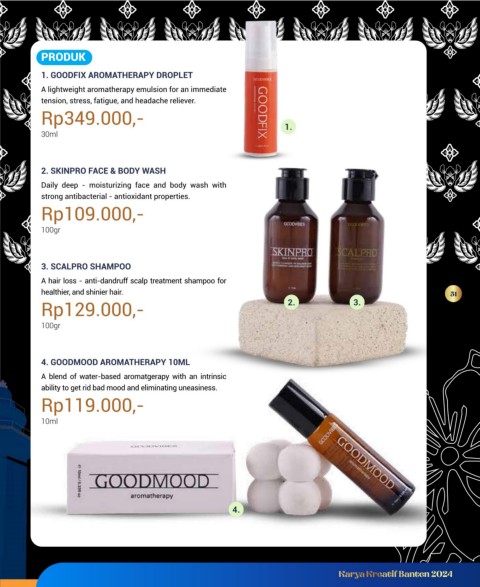 PRODUK
1. GOODFIX AROMATHERAPY DROPLET
A lightweight aromatherapy emulsion for an immediate
tension, stress, fatigue, and headache reliever.
Rp349.000,-
30ml
GOODFIX
1.
2. SKINPRO FACE & BODY WASH
Daily deep - moisturizing face and body wash with
strong antibacterial - antioxidant properties.
Rp109.000,-
100gr
SKINPRO
SCALPRO
3. SCALPRO SHAMPOO
A hair loss - anti-dandruff scalp treatment shampoo for
healthier, and shinier hair.
Rp129.000,-
100gr
2.
3.
51
4. GOODMOOD AROMATHERAPY 10ML
A blend of water-based aromatgerapy with an intrinsic
ability to get rid bad mood and eliminating uneasiness.
Rp119.000,-
10ml
GOODMOOD
GOODMOOD
aromatherapy
4.
Karya Kreatif Banten 2024